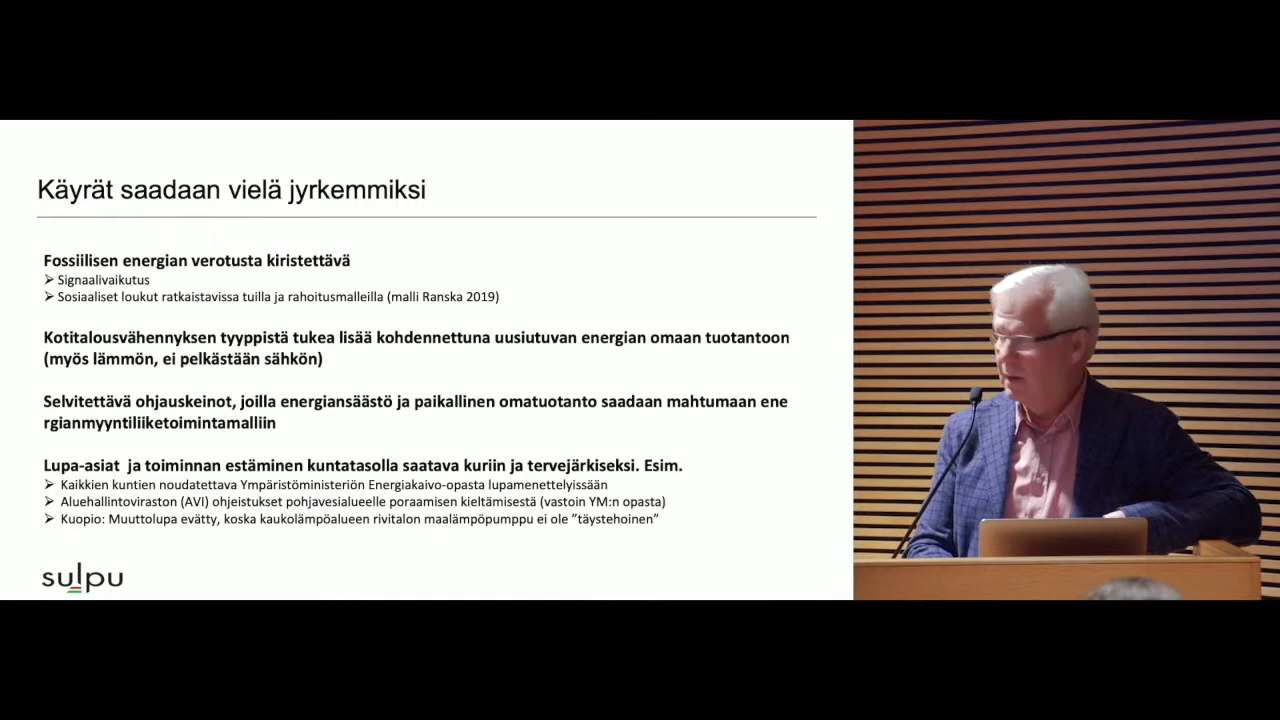 Käyrät saadaan vielä jyrkemmiksi
Fossiilisen energian verotusta kiristettävä
➢ Signaalivaikutus
➢ Sosiaaliset loukut ratkaistavissa tuilla ja rahoitusmalleilla (malli Ranska 2019)
Kotitalousvähennyksen tyyppistä tukea lisää kohdennettuna uusiutuvan energian omaan tuotantoon
(myös lämmön, ei pelkästään sähkön)
Selvitettävä ohjauskeinot, joilla energiansäästö ja paikallinen omatuotanto saadaan mahtumaan ene
rgianmyyntiliiketoimintamalliin
Lupa-asiat ja toiminnan estäminen kuntatasolla saatava kuriin ja tervejärkiseksi. Esim.
➢ Kaikkien kuntien noudatettava Ympäristöministeriön Energiakaivo-opasta lupamenettelyissään
➢ Aluehallintoviraston (AVI) ohjeistukset pohjavesialueelle poraamisen kieltämisestä (vastoin YM:n opasta)
➢ Kuopio: Muuttolupa evätty, koska kaukolämpöalueen rivitalon maalämpöpumppu ei ole ”täystehoinen”
sulpu